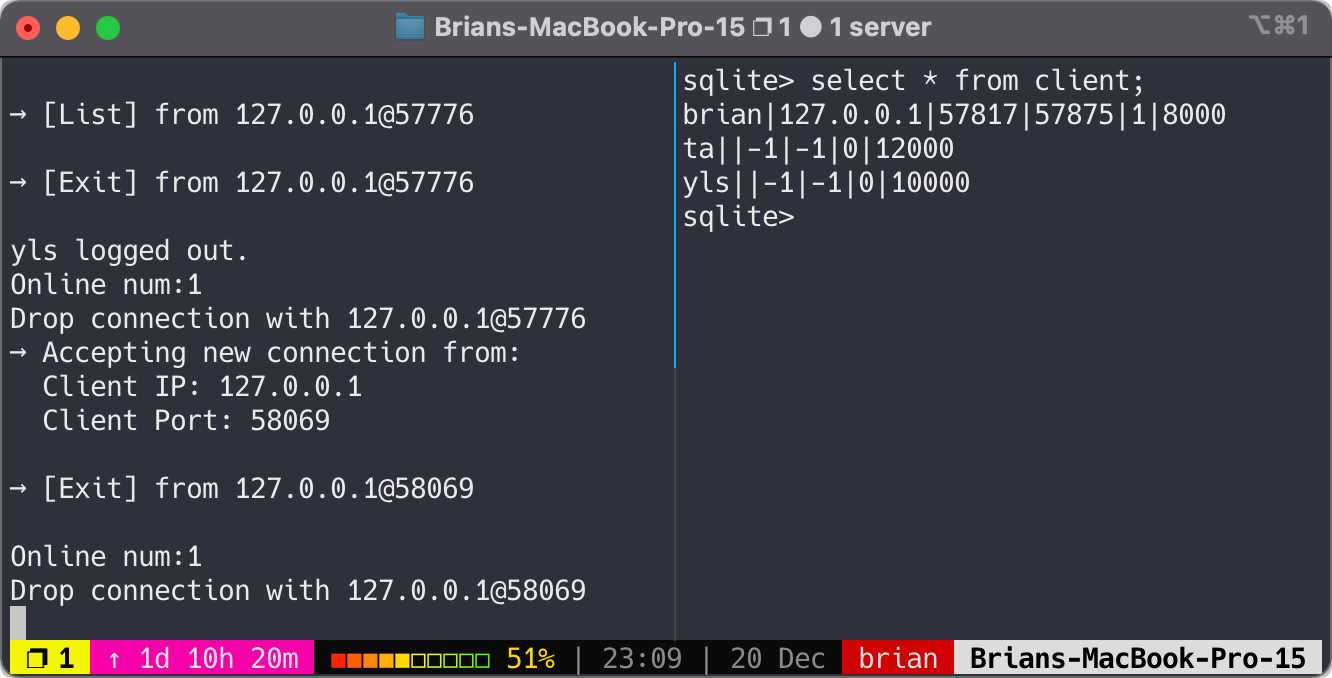 Brians-MacBook-Pro-15 ❐ 1 ● 1 server
⌥⌘1
→ [List] from 127.0.0.1@57776
→ [Exit] from 127.0.0.1@57776
yls logged out.
Online num:1
Drop connection with 127.0.0.1@57776
→ Accepting new connection from:
  Client IP: 127.0.0.1
  Client Port: 58069
→ [Exit] from 127.0.0.1@58069
Online num:1
Drop connection with 127.0.0.1@58069
sqlite> select * from client;
brian|127.0.0.1|57817|57875|1|8000
ta||-1|-1|0|12000
yls||-1|-1|0|10000
sqlite>
❐ 1 ↑ 1d 10h 20m 51% | 23:09 | 20 Dec brian Brians-MacBook-Pro-15